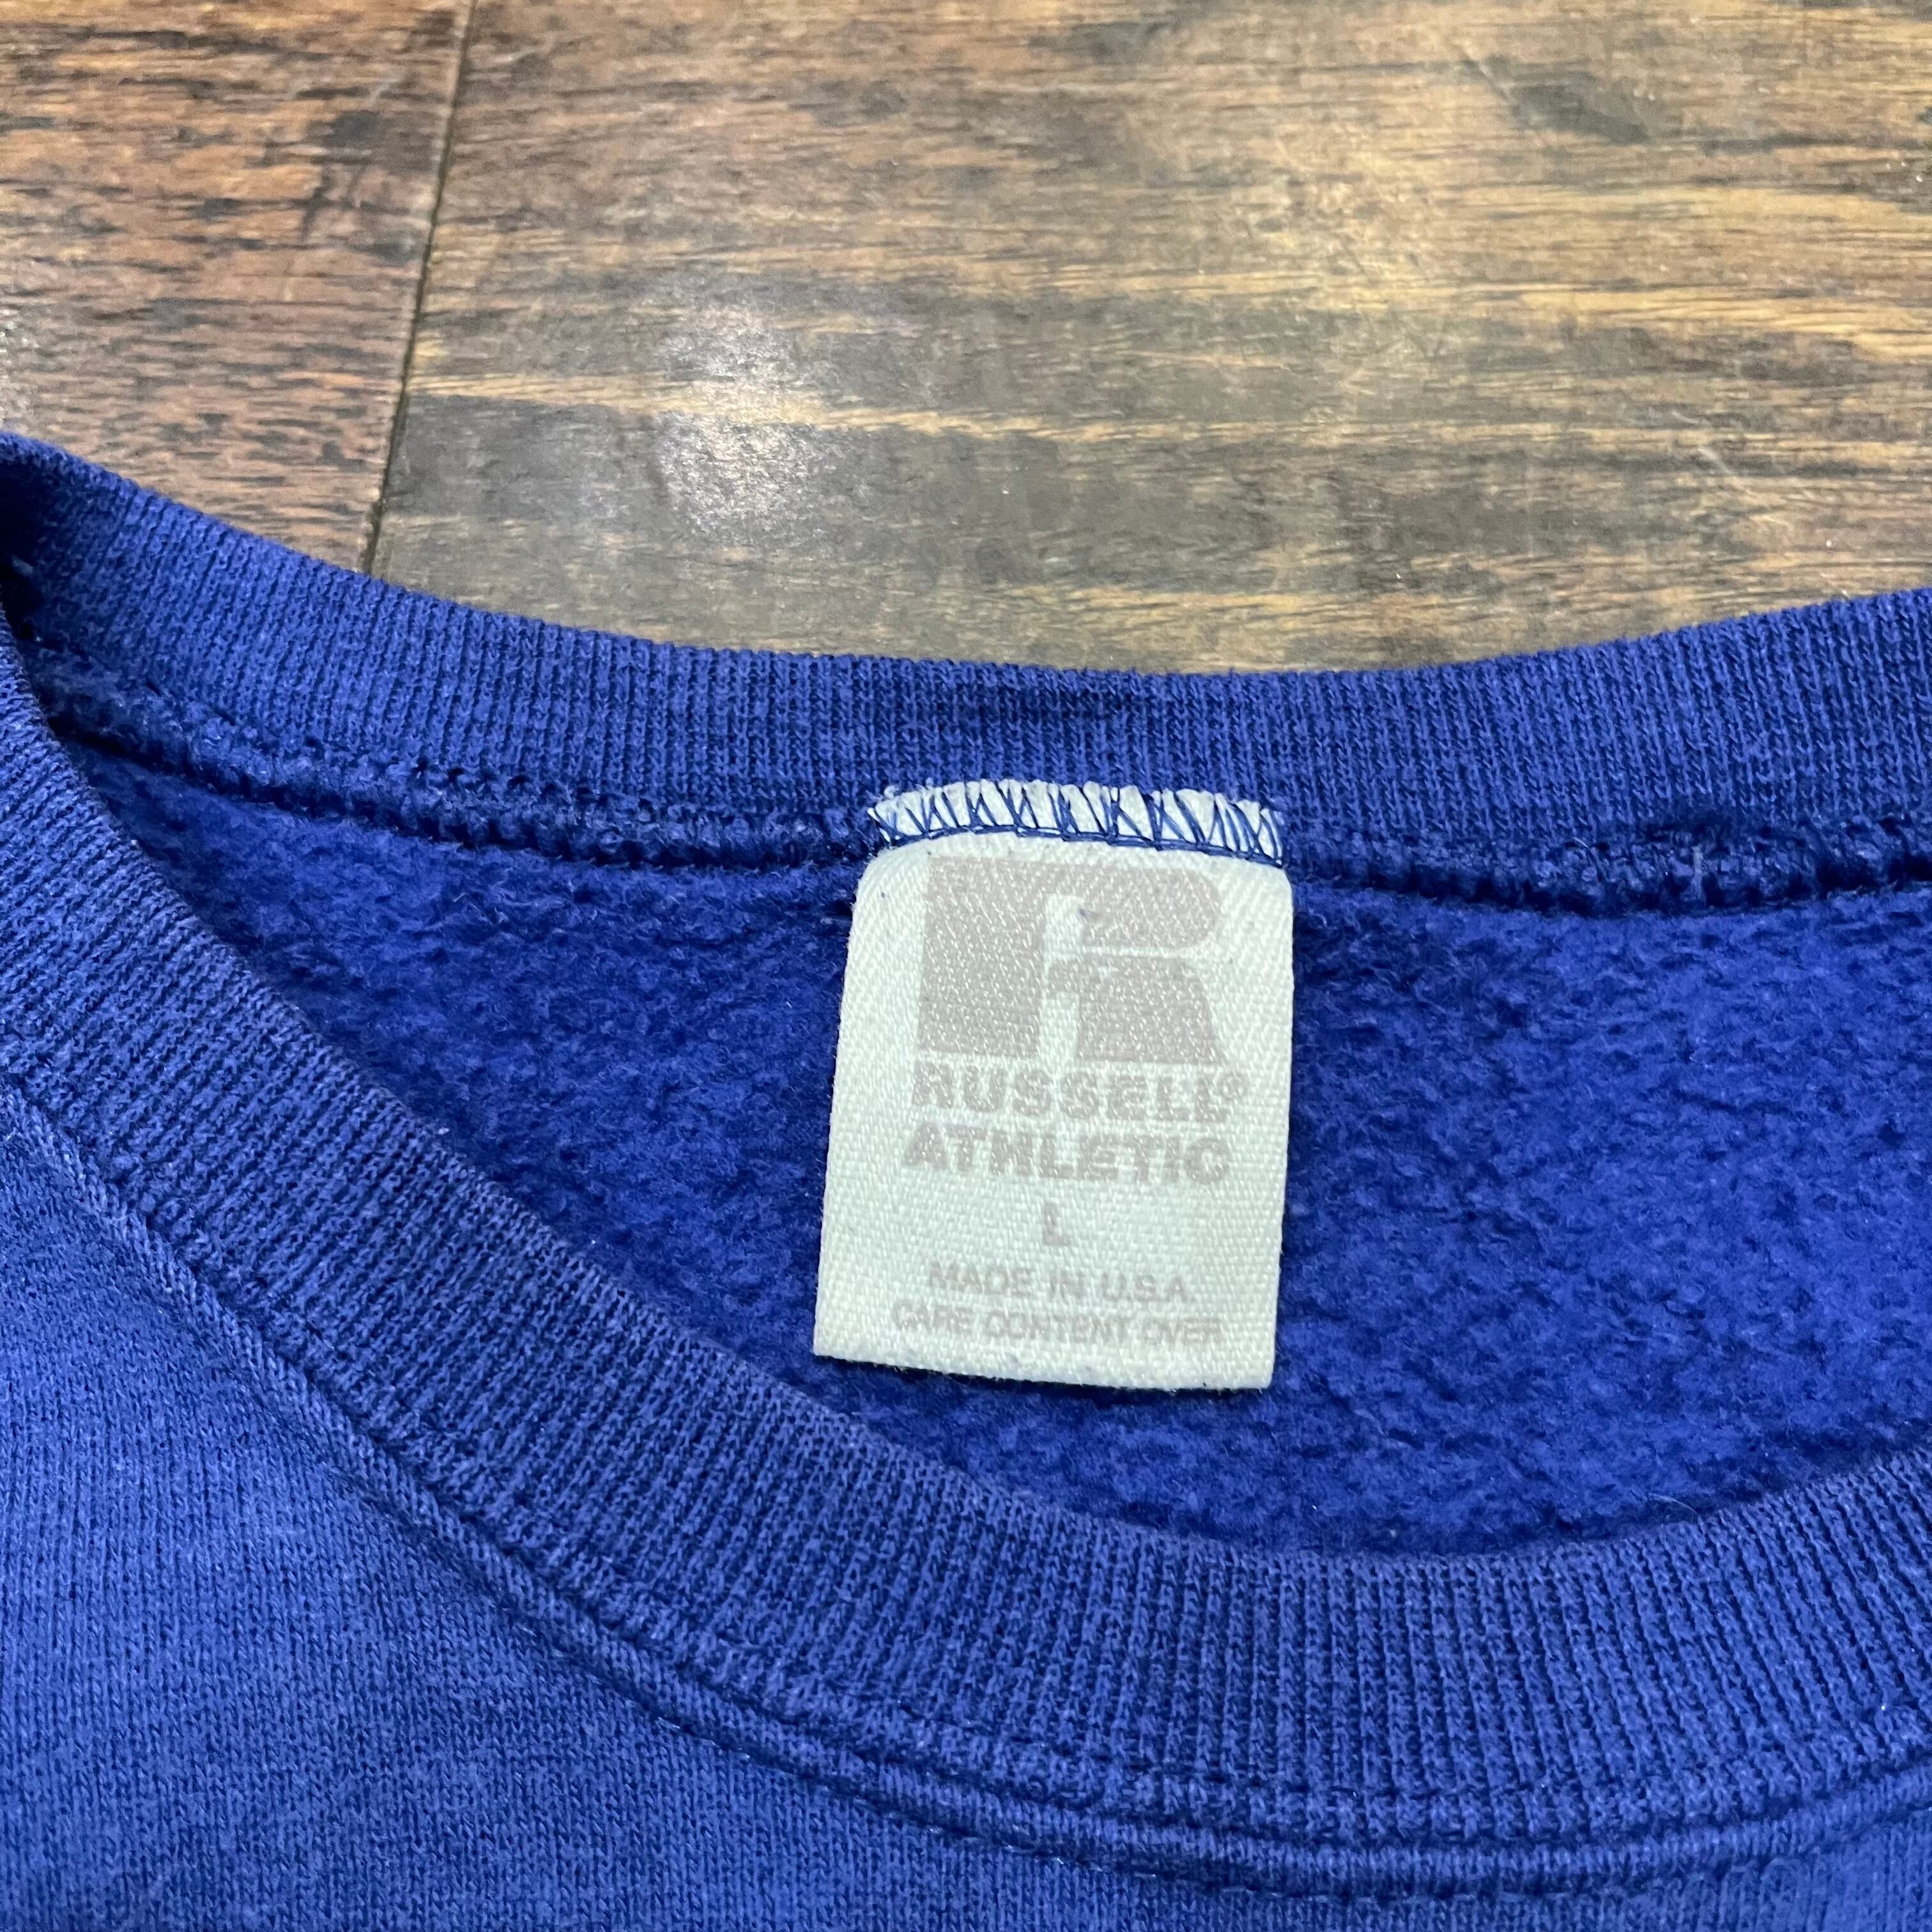 R
RUSSELL®
ATHLETIC
L
MADE IN U.S.A.
CARE CONTENT OVER